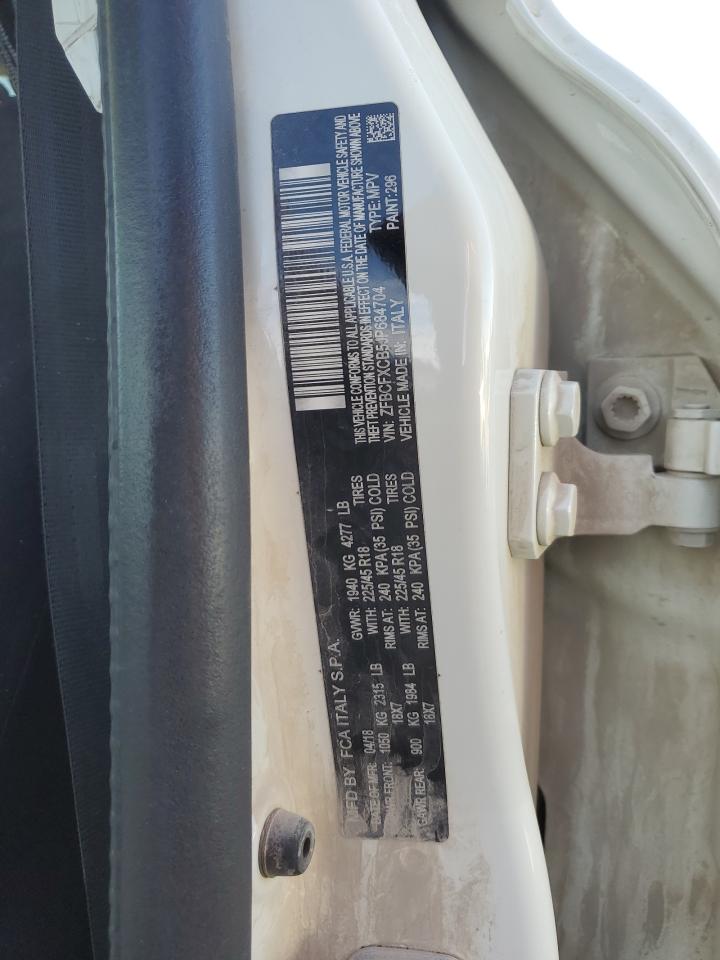 MFD BY FCA ITALY S.P.A.
DATE OF MFR: 04/18 GVWR: 1940 KG 4277 LB
GAWR FRONT: 1050 KG 2315 LB WITH: 225/45 R18 TIRES
18X7 RIMS AT: 240 KPA(35 PSI) COLD
GAWR REAR: 900 KG 1984 LB WITH: 225/45 R18 TIRES
18X7 RIMS AT: 240 KPA(35 PSI) COLD
THIS VEHICLE CONFORMS TO ALL APPLICABLE U.S.A. FEDERAL MOTOR VEHICLE SAFETY AND
THEFT PREVENTION STANDARDS IN EFFECT ON THE DATE OF MANUFACTURE SHOWN ABOVE
VIN: ZFBCFXCB5JP684704 TYPE: MPV
VEHICLE MADE IN: ITALY PAINT:296